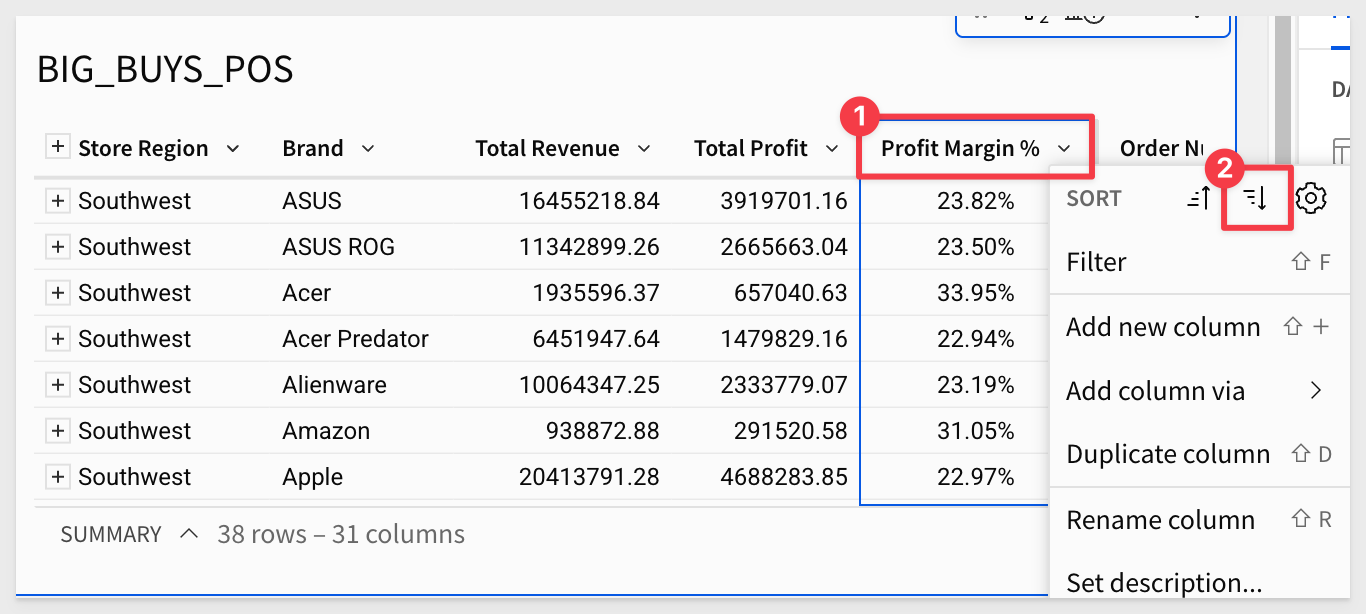 BIG_BUYS_POS
1
Store Region Brand Total Revenue Total Profit Profit Margin % Order
2
Southwest ASUS 16455218.84 3919701.16 23.82%
Southwest ASUS ROG 11342899.26 2665663.04 23.50%
Southwest Acer 1935596.37 657040.63 33.95%
Southwest Acer Predator 6451947.64 1479829.16 22.94%
Southwest Alienware 10064347.25 2333779.07 23.19%
Southwest Amazon 938872.88 291520.58 31.05%
Southwest Apple 20413791.28 4688283.85 22.97%
SUMMARY 38 rows – 31 columns
SORT
Filter ⇧ F
Add new column ⇧ +
Add column via
Duplicate column ⇧ D
Rename column ⇧ R
Set description...